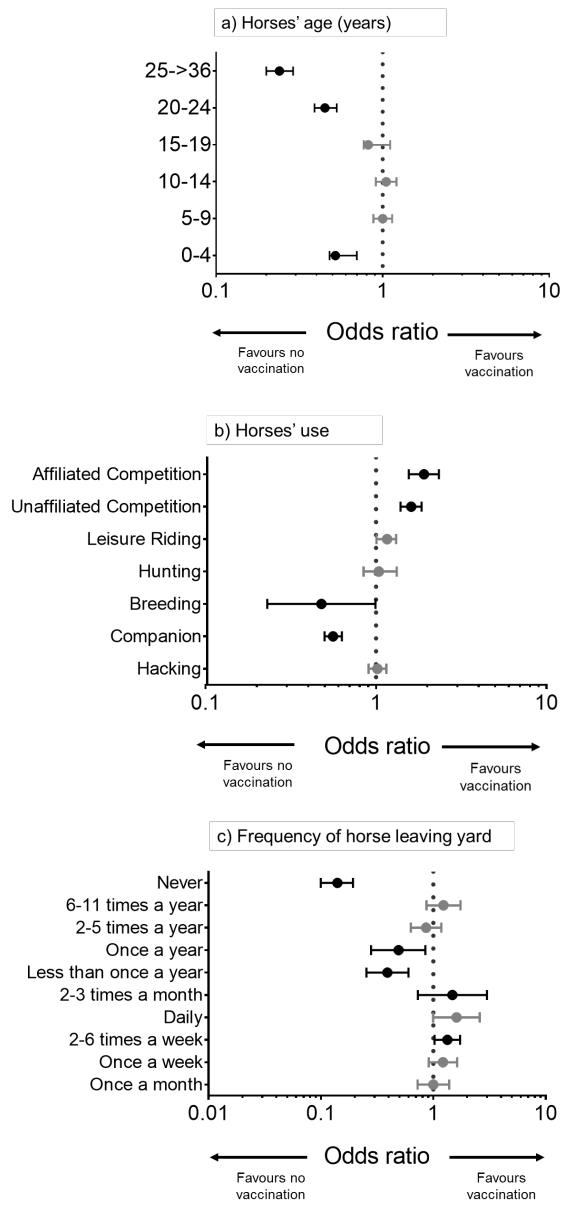 a) Horses’ age (years)
25->36
20-24
15-19
10-14
5-9
0-4
0.1 1 10
Odds ratio
Favours no
vaccination
Favours
vaccination
b) Horses’ use
Affiliated Competition
Unaffiliated Competition
Leisure Riding
Hunting
Breeding
Companion
Hacking
0.1 1 10
Odds ratio
Favours no
vaccination
Favours
vaccination
c) Frequency of horse leaving yard
Never
6-11 times a year
2-5 times a year
Once a year
Less than once a year
2-3 times a month
Daily
2-6 times a week
Once a week
Once a month
0.01 0.1 1 10
Odds ratio
Favours no
vaccination
Favours
vaccination